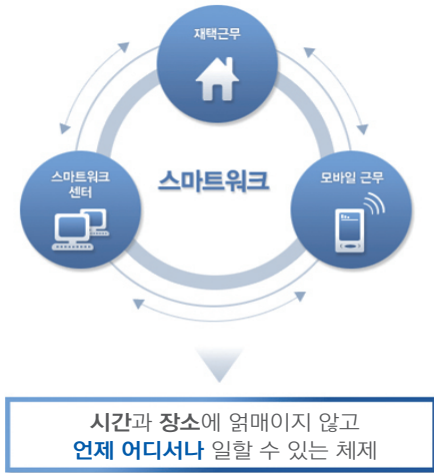 재택근무
스마트워크
센터
스마트워크
모바일 근무
시간과 장소에 얽매이지 않고
언제 어디서나 일할 수 있는 체제